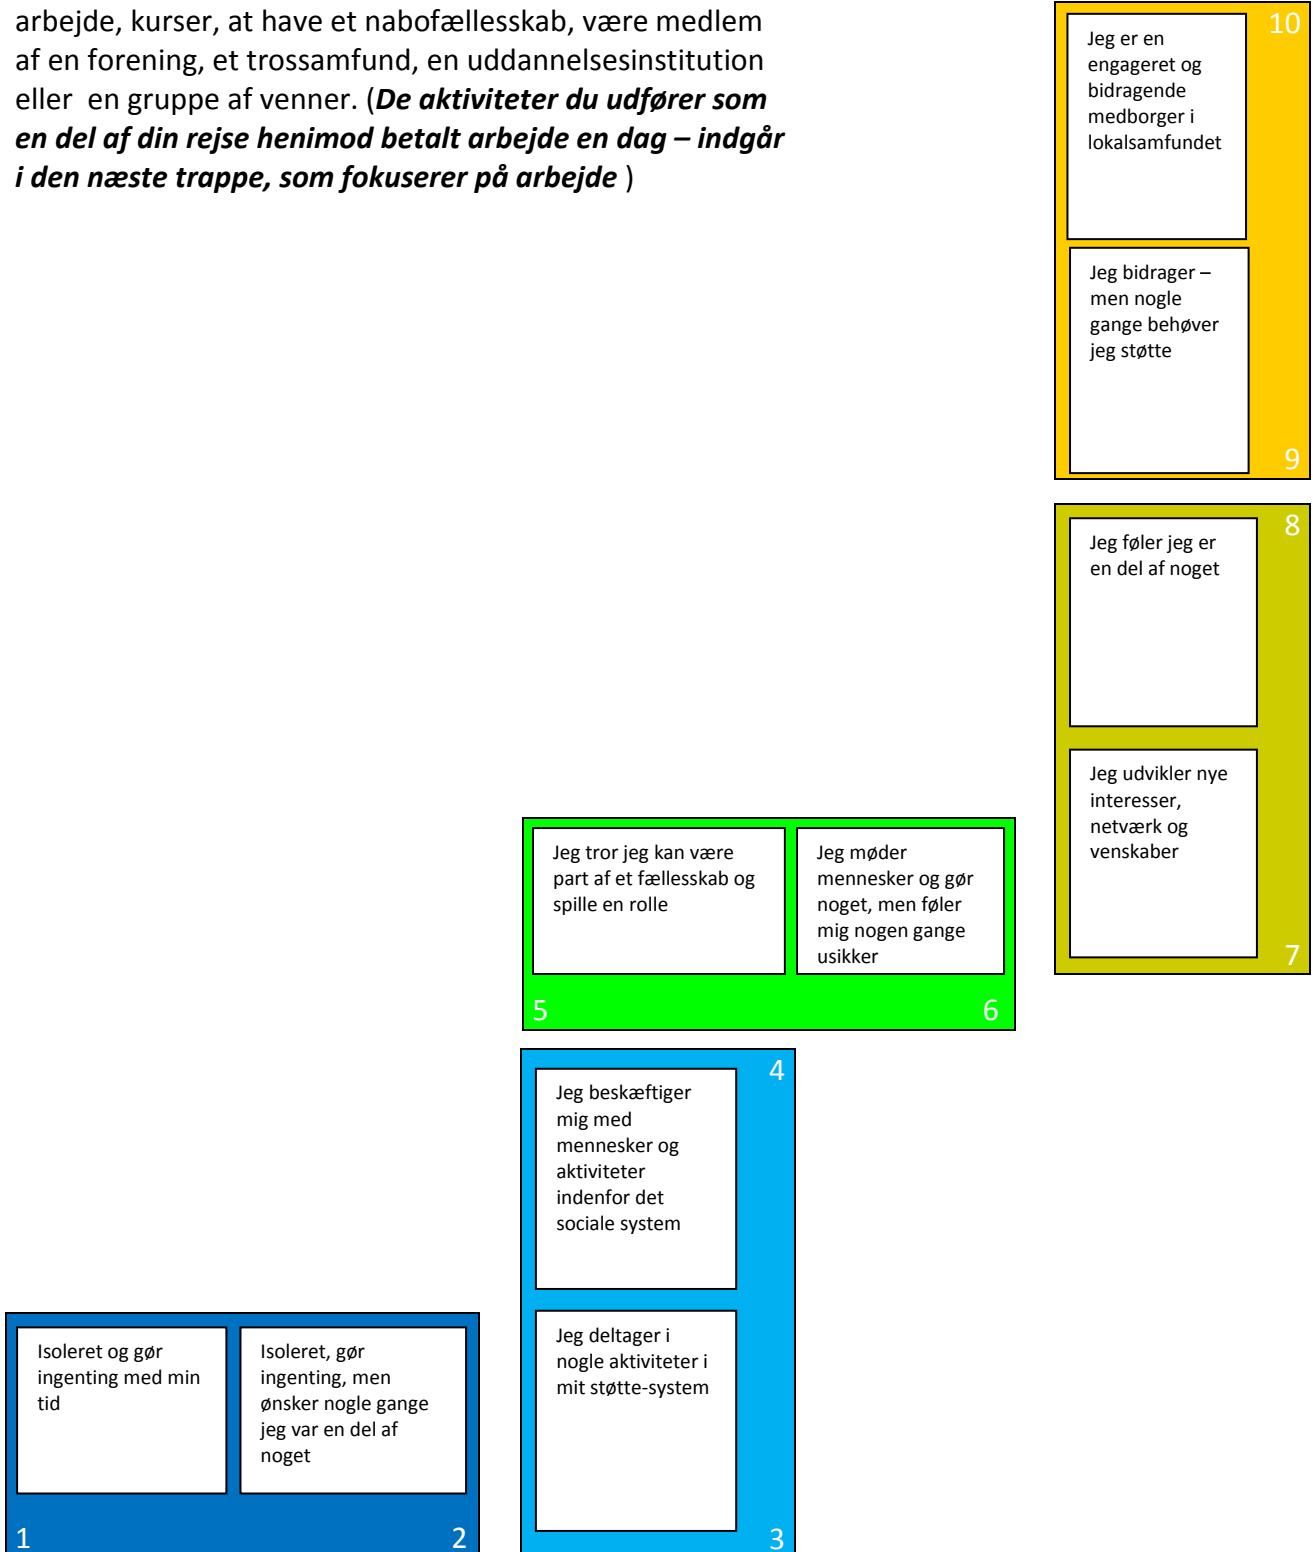 arbejde, kurser, at have et nabofællesskab, være medlem
af en forening, et trossamfund, en uddannelsesinstitution
eller en gruppe af venner. (De aktiviteter du udfører som
en del af din rejse henimod betalt arbejde en dag – indgår
i den næste trappe, som fokuserer på arbejde )
10
Jeg er en
engageret og
bidragende
medborger i
lokalsamfundet
Jeg bidrager –
men nogle
gange behøver
jeg støtte
9
8
Jeg føler jeg er
en del af noget
Jeg udvikler nye
interesser,
netværk og
venskaber
7
Jeg tror jeg kan være
part af et fællesskab og
spille en rolle
5
Jeg møder
mennesker og gør
noget, men føler
mig nogen gange
usikker
6
4
Jeg beskæftiger
mig med
mennesker og
aktiviteter
indenfor det
sociale system
Jeg deltager i
nogle aktiviteter i
mit støtte-system
3
Isoleret og gør
ingenting med min
tid
1
Isoleret, gør
ingenting, men
ønsker nogle gange
jeg var en del af
noget
2